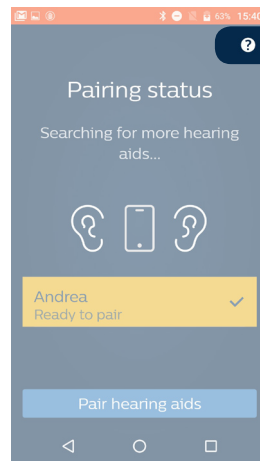 63% 15:40
?
Pairing status
Searching for more hearing
aids...
Andrea
Ready to pair
Pair hearing aids